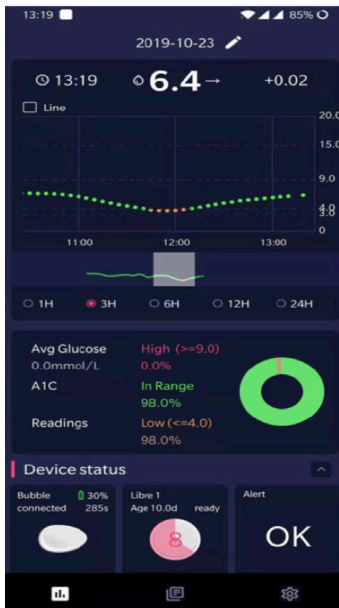 13:19
85%
2019-10-23
13:19 6.4→ +0.02
Line
20.0
15.0
9.0
4.0
3.0
0
11:00 12:00 13:00
1H 3H 6H 12H 24H
Avg Glucose High (>=9.0)
0.0mmol/L 0.0%
A1C In Range
98.0%
Readings Low (<=4.0)
98.0%
Device status
Bubble 30%
connected 285s
Libre 1
Age 10.0d ready
8
Alert
OK